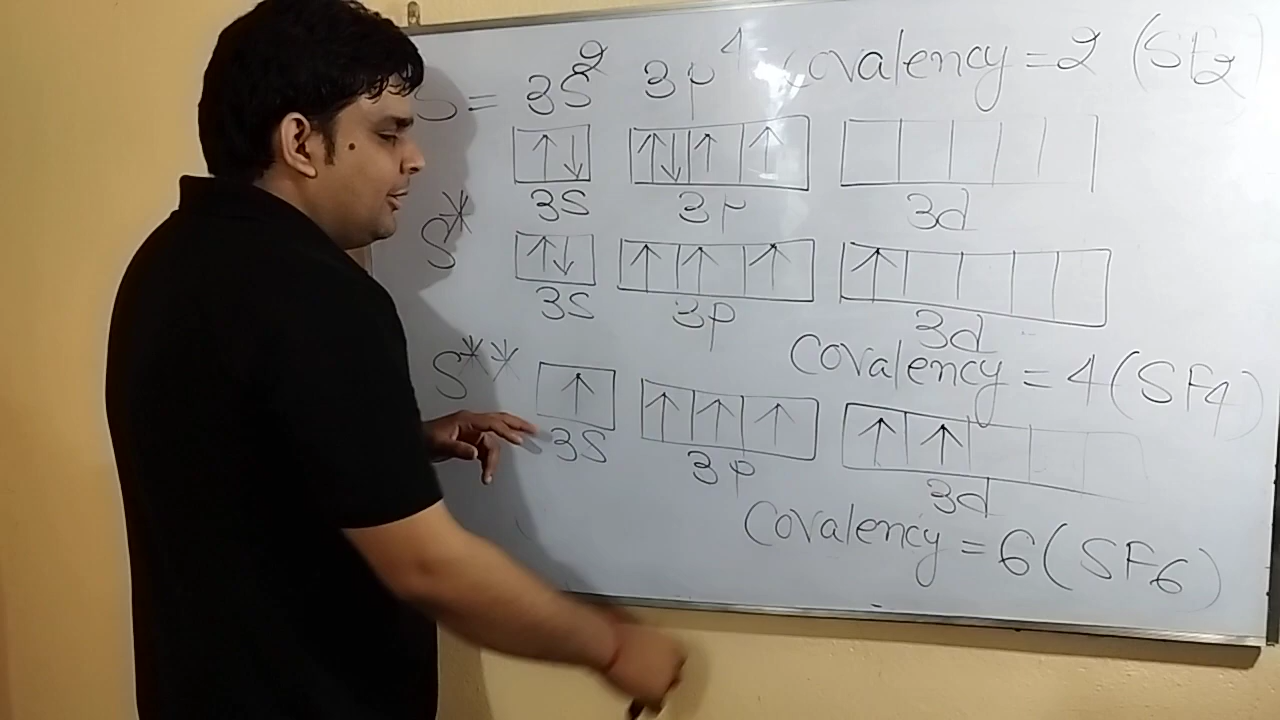 S = 3S² 3p⁴ Covalency = 2 (SF₂)
↑↓ ↑↓ ↑ ↑
3S 3p 3d
S*
↑↓ ↑ ↑ ↑ ↑
3S 3p 3d
Covalency = 4 (SF₄)
S**
↑ ↑ ↑ ↑ ↑ ↑
3S 3p 3d
Covalency = 6 (SF₆)